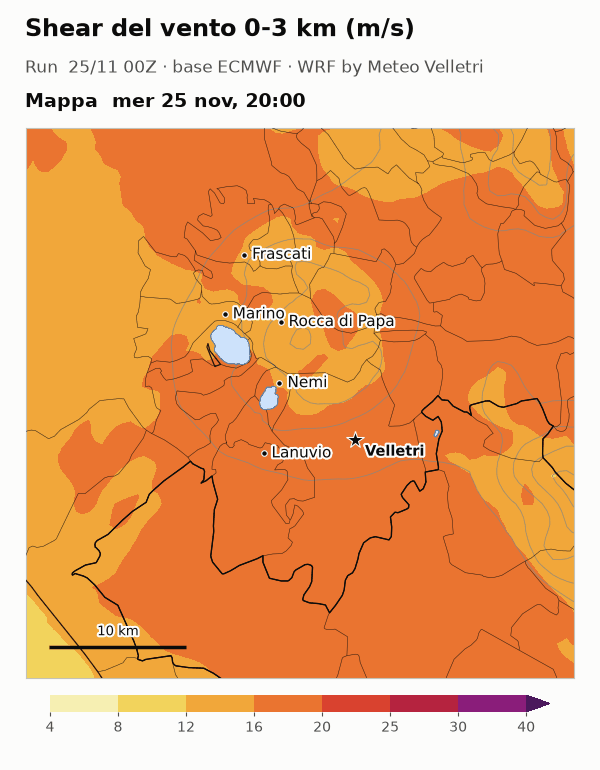 Shear del vento 0-3 km (m/s)
Run  25/11 00Z · base ECMWF · WRF by Meteo Velletri
Mappa  mer 25 nov, 20:00
Frascati
Marino
Rocca di Papa
Nemi
Velletri
Lanuvio
10 km
4 8 12 16 20 25 30 40